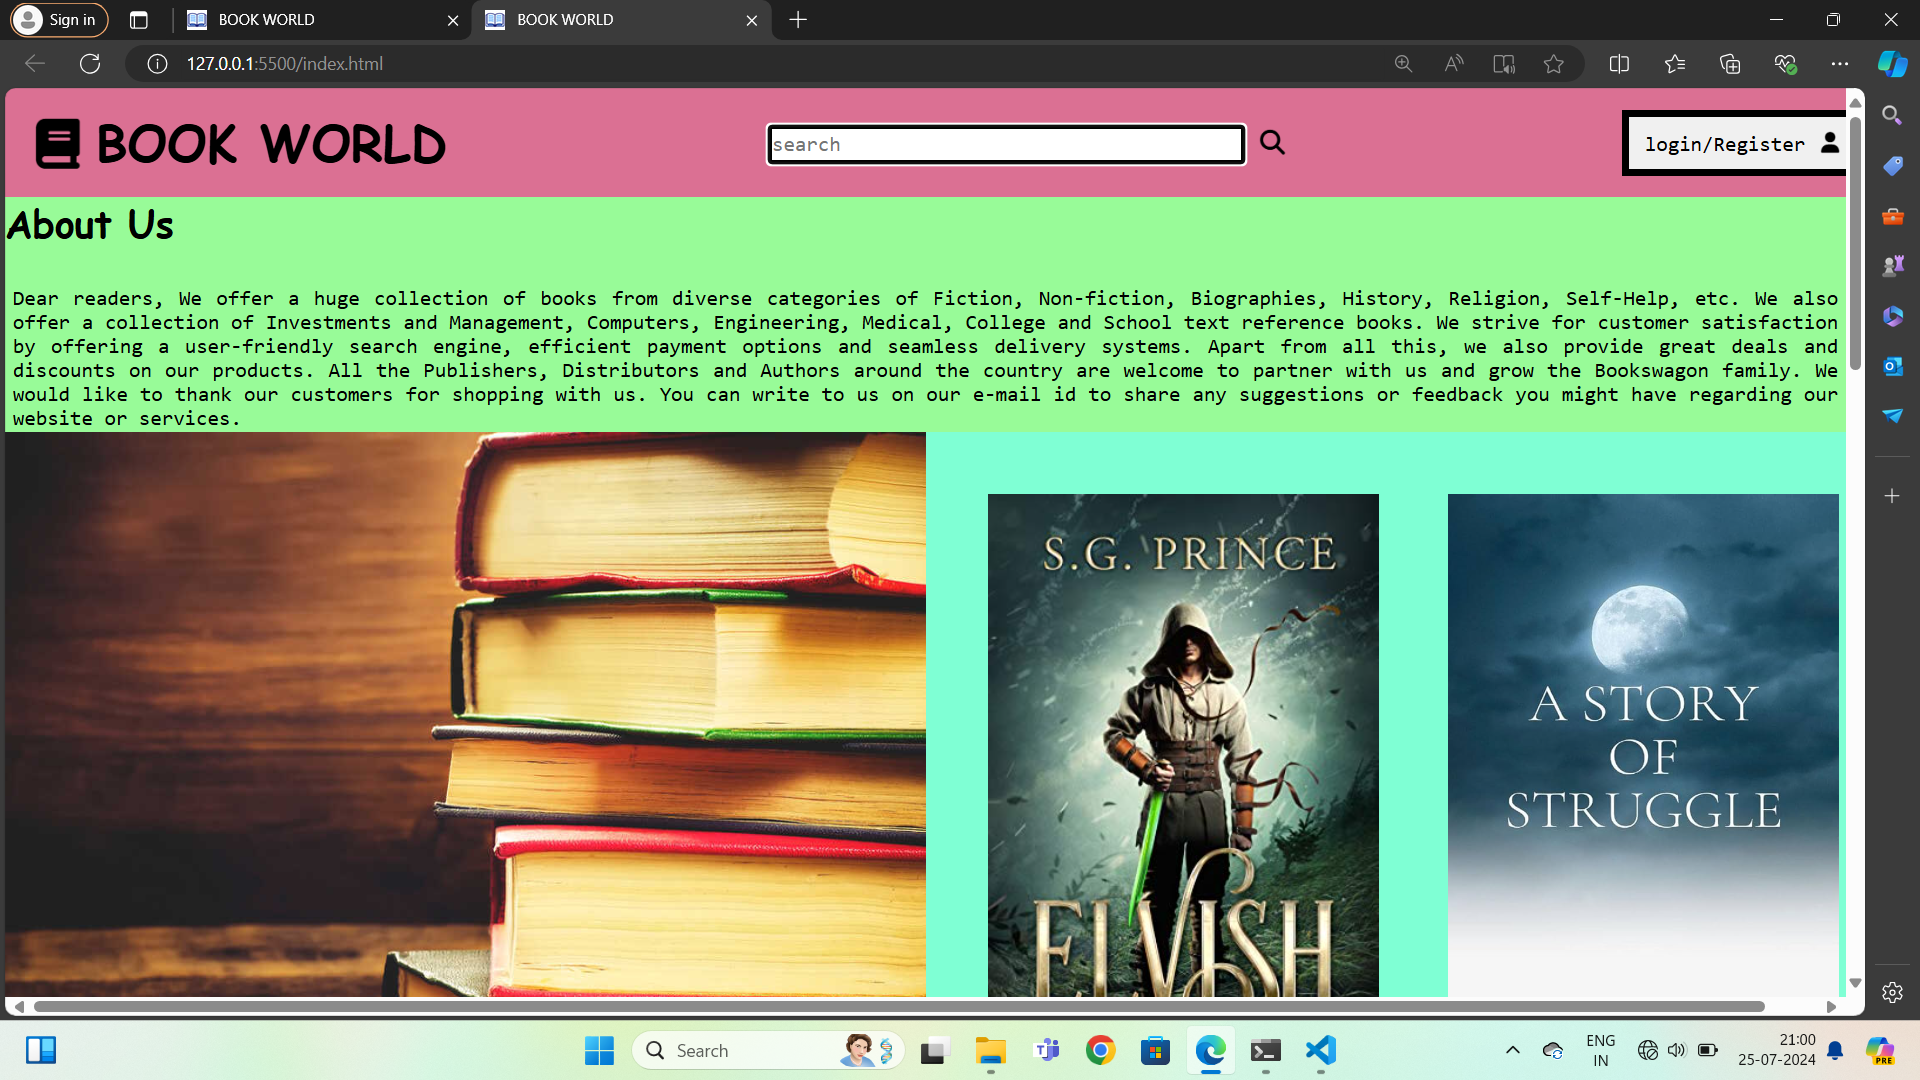 Sign in
BOOK WORLD
BOOK WORLD
127.0.0.1:5500/index.html
BOOK WORLD
search
login/Register
About Us
Dear readers, We offer a huge collection of books from diverse categories of Fiction, Non-fiction, Biographies, History, Religion, Self-Help, etc. We also
offer a collection of Investments and Management, Computers, Engineering, Medical, College and School text reference books. We strive for customer satisfaction
by offering a user-friendly search engine, efficient payment options and seamless delivery systems. Apart from all this, we also provide great deals and
discounts on our products. All the Publishers, Distributors and Authors around the country are welcome to partner with us and grow the Bookswagon family. We
would like to thank our customers for shopping with us. You can write to us on our e-mail id to share any suggestions or feedback you might have regarding our
website or services.
S.G. PRINCE
ELVISH
A STORY
OF
STRUGGLE
Search
ENG
IN
21:00
25-07-2024
PRE